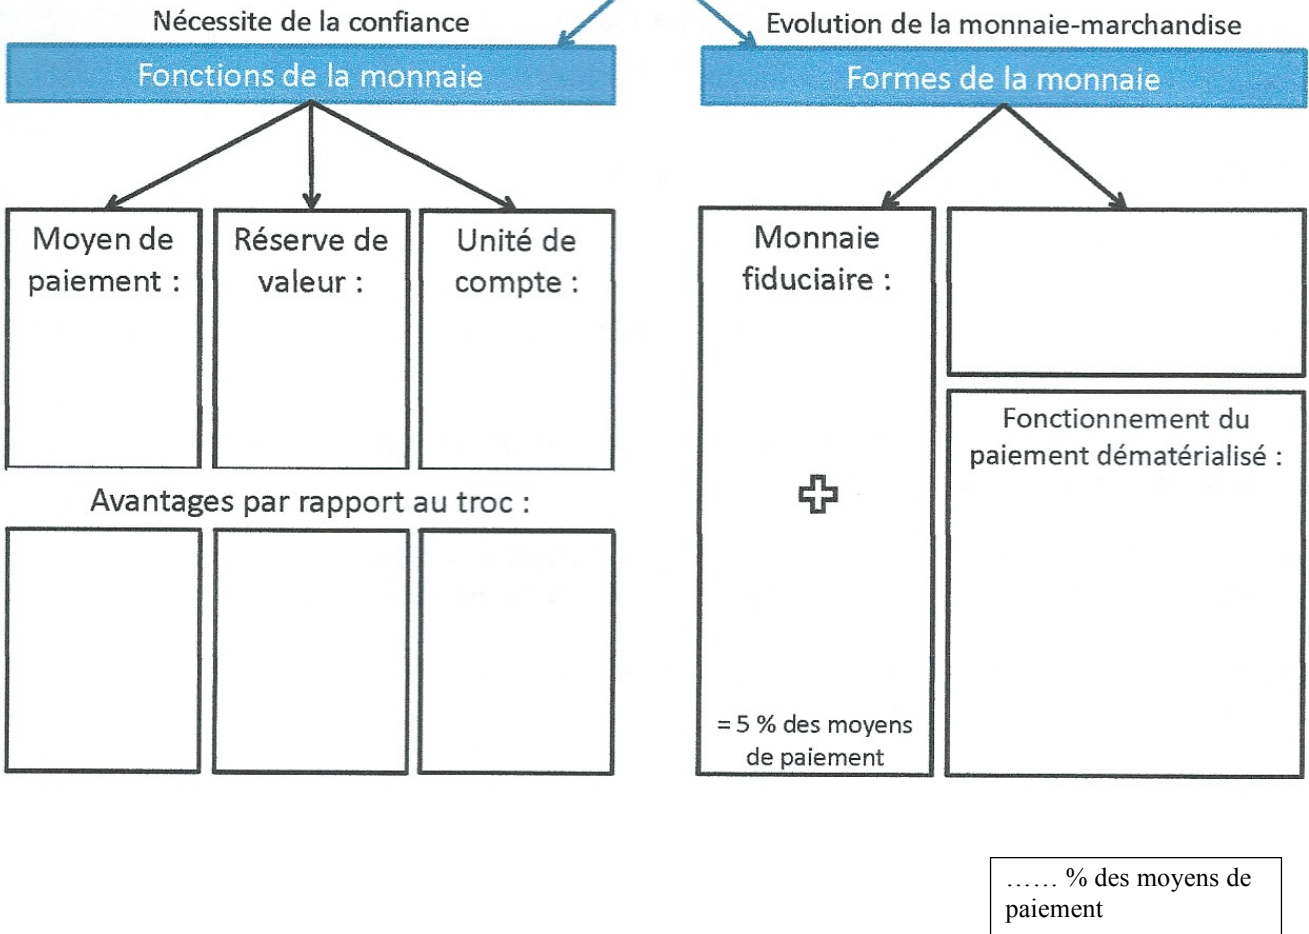 Nécessite de la confiance
Fonctions de la monnaie
Moyen de
paiement :
Réserve de
valeur :
Unité de
compte :
Avantages par rapport au troc :
Evolution de la monnaie-marchandise
Formes de la monnaie
Monnaie
fiduciaire :
= 5 % des moyens
de paiement
Fonctionnement du
paiement dématérialisé :
…… % des moyens de
paiement